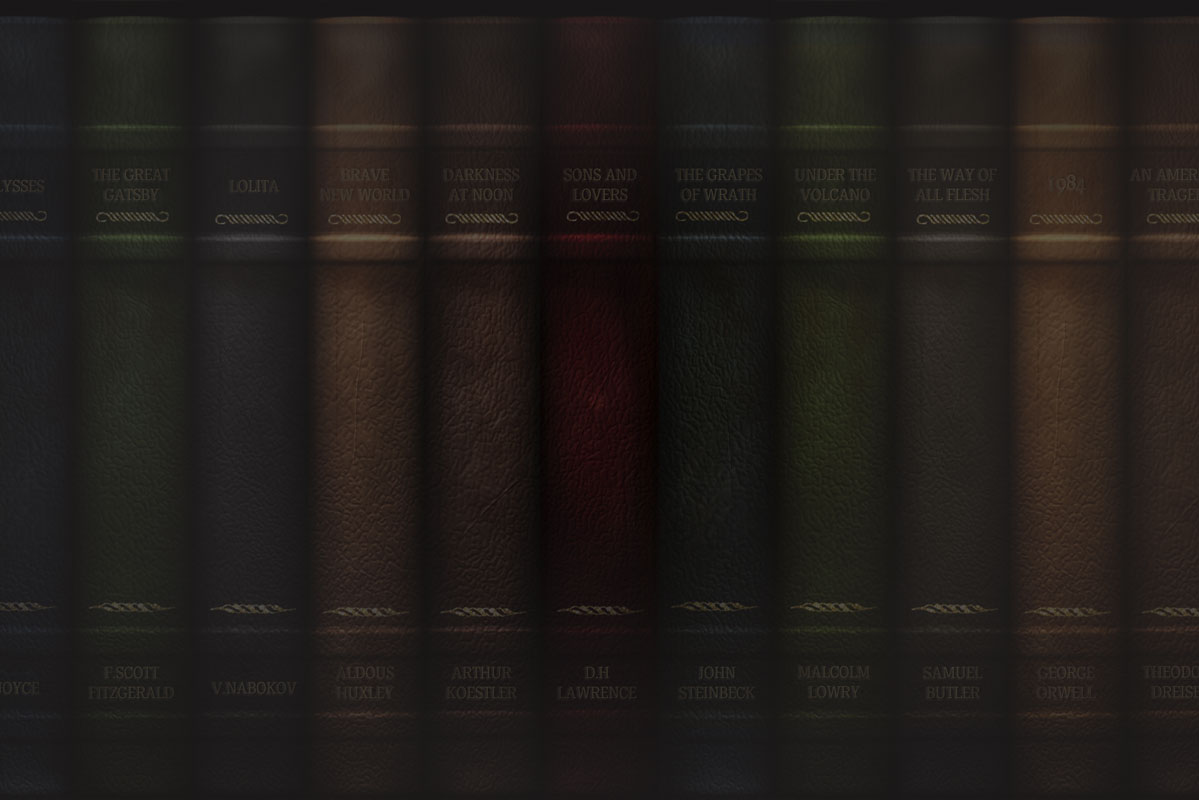 LYSSES
THE GREAT
GATSBY
LOLITA
BRAVE
NEW WORLD
DARKNESS
AT NOON
SONS AND
LOVERS
THE GRAPES
OF WRATH
UNDER THE
VOLCANO
THE WAY OF
ALL FLESH
1984
AN AMER
TRAGE
JOYCE
F.SCOTT
FITZGERALD
V.NABOKOV
ALDOUS
HUXLEY
ARTHUR
KOESTLER
D.H
LAWRENCE
JOHN
STEINBECK
MALCOLM
LOWRY
SAMUEL
BUTLER
GEORGE
ORWELL
THEODO
DREIS